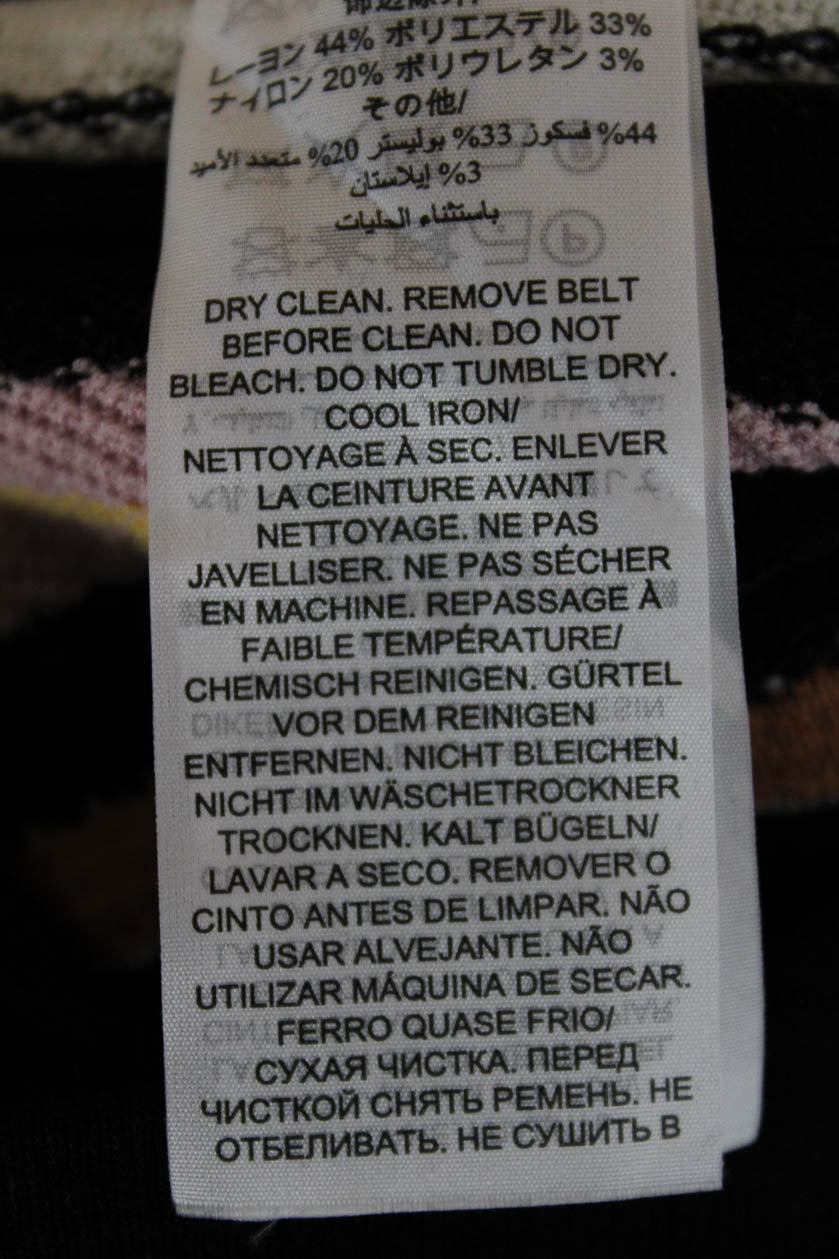 レーヨン 44% ポリエステル 33%
ナイロン 20% ポリウレタン 3%
その他/
44% فسكوز 33% بوليستر 20% متعدد الأميد
3% إيلاستان
باستثناء الحليات
DRY CLEAN. REMOVE BELT
BEFORE CLEAN. DO NOT
BLEACH. DO NOT TUMBLE DRY.
COOL IRON/
NETTOYAGE À SEC. ENLEVER
LA CEINTURE AVANT
NETTOYAGE. NE PAS
JAVELLISER. NE PAS SÉCHER
EN MACHINE. REPASSAGE À
FAIBLE TEMPÉRATURE/
CHEMISCH REINIGEN. GÜRTEL
VOR DEM REINIGEN
ENTFERNEN. NICHT BLEICHEN.
NICHT IM WÄSCHETROCKNER
TROCKNEN. KALT BÜGELN/
LAVAR A SECO. REMOVER O
CINTO ANTES DE LIMPAR. NÃO
USAR ALVEJANTE. NÃO
UTILIZAR MÁQUINA DE SECAR.
FERRO QUASE FRIO/
СУХАЯ ЧИСТКА. ПЕРЕД
ЧИСТКОЙ СНЯТЬ РЕМЕНЬ. НЕ
ОТБЕЛИВАТЬ. НЕ СУШИТЬ В